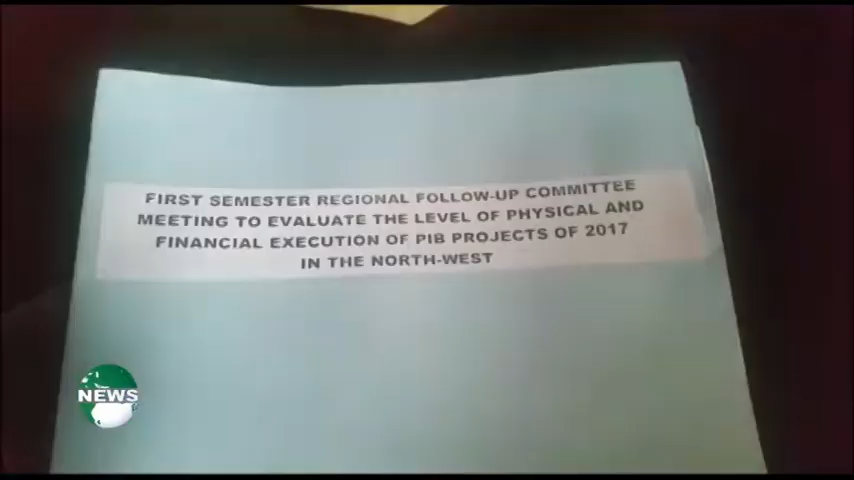 FIRST SEMESTER REGIONAL FOLLOW-UP COMMITTEE
MEETING TO EVALUATE THE LEVEL OF PHYSICAL AND
FINANCIAL EXECUTION OF PIB PROJECTS OF 2017
IN THE NORTH-WEST
NEWS